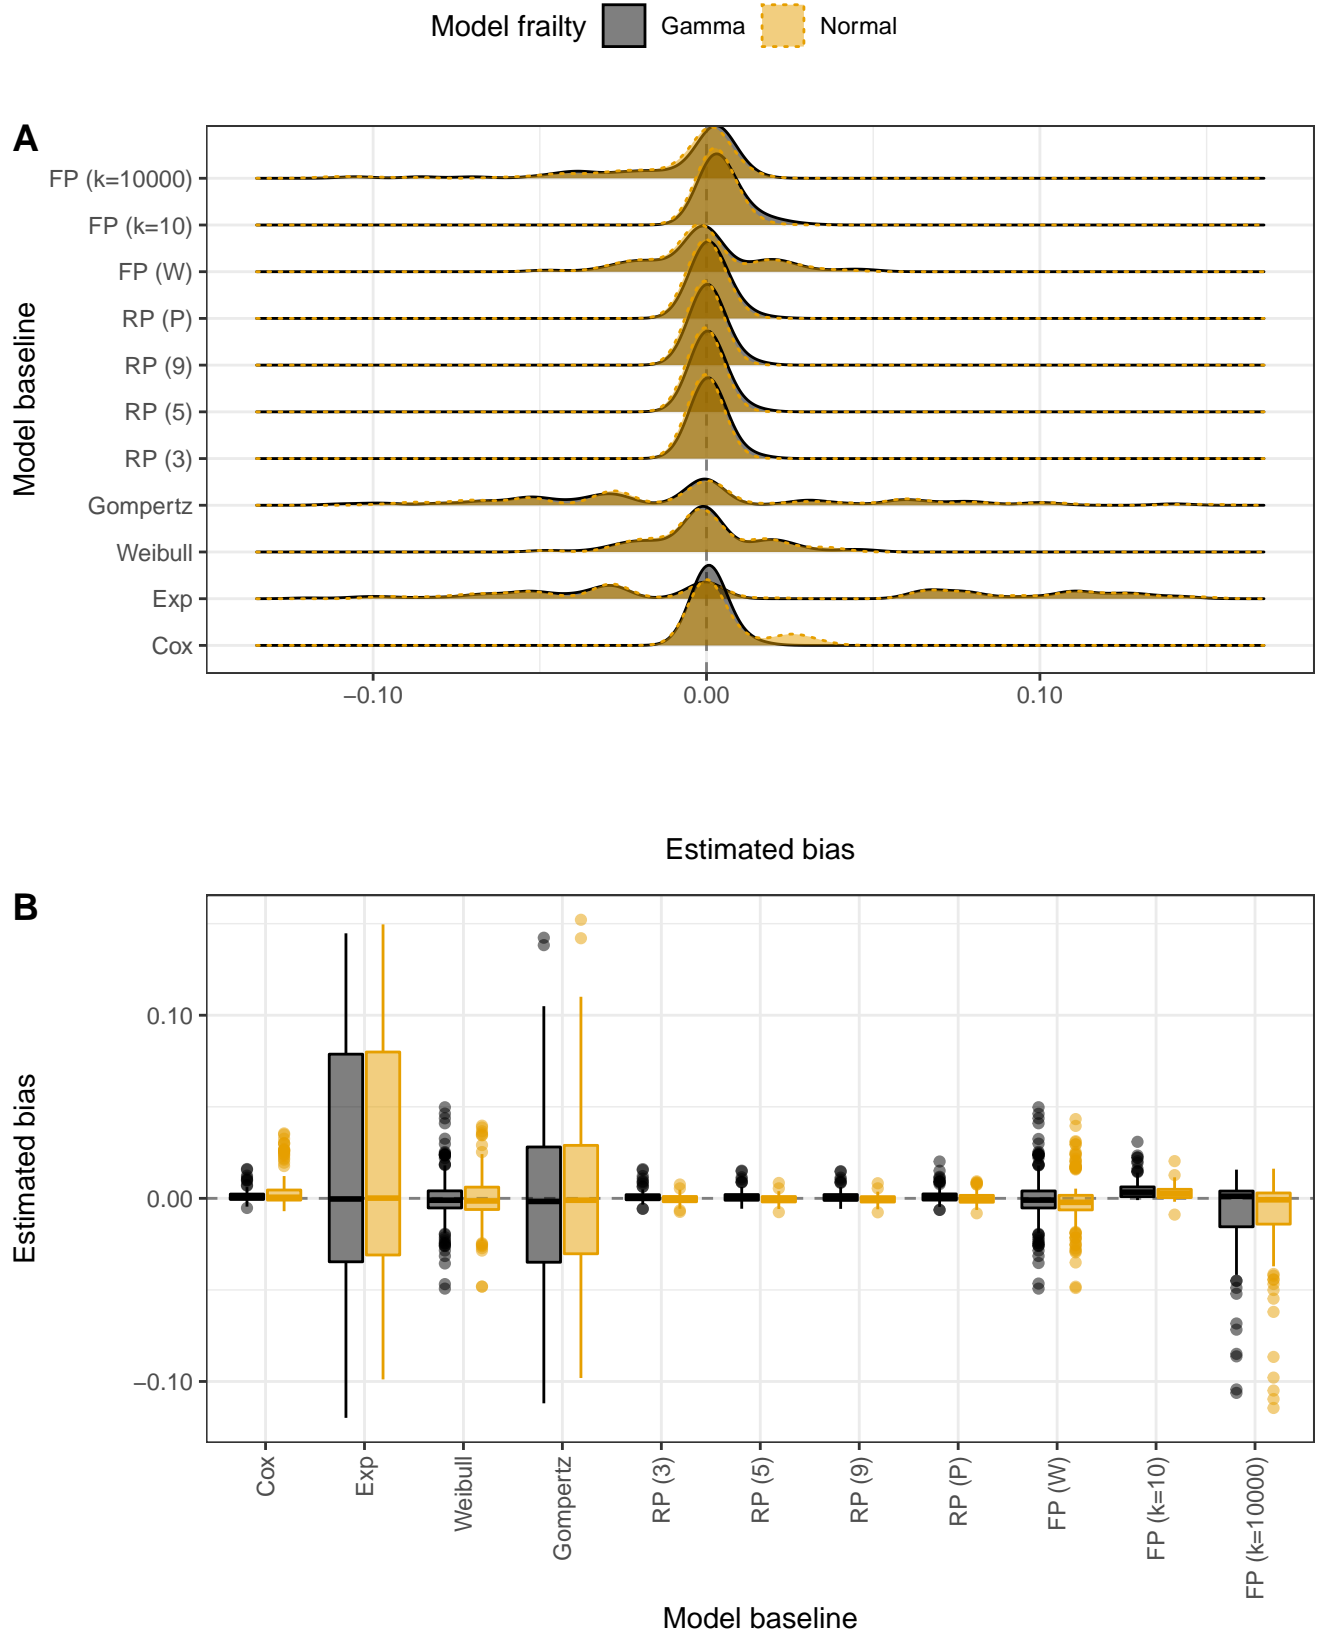 Model frailty Gamma Normal
A
Model baseline
FP (k=10000)
FP (k=10)
FP (W)
RP (P)
RP (9)
RP (5)
RP (3)
Gompertz
Weibull
Exp
Cox
−0.10 0.00 0.10
Estimated bias
B
Estimated bias
0.10
0.00
−0.10
Cox
Exp
Weibull
Gompertz
RP (3)
RP (5)
RP (9)
RP (P)
FP (W)
FP (k=10)
FP (k=10000)
Model baseline